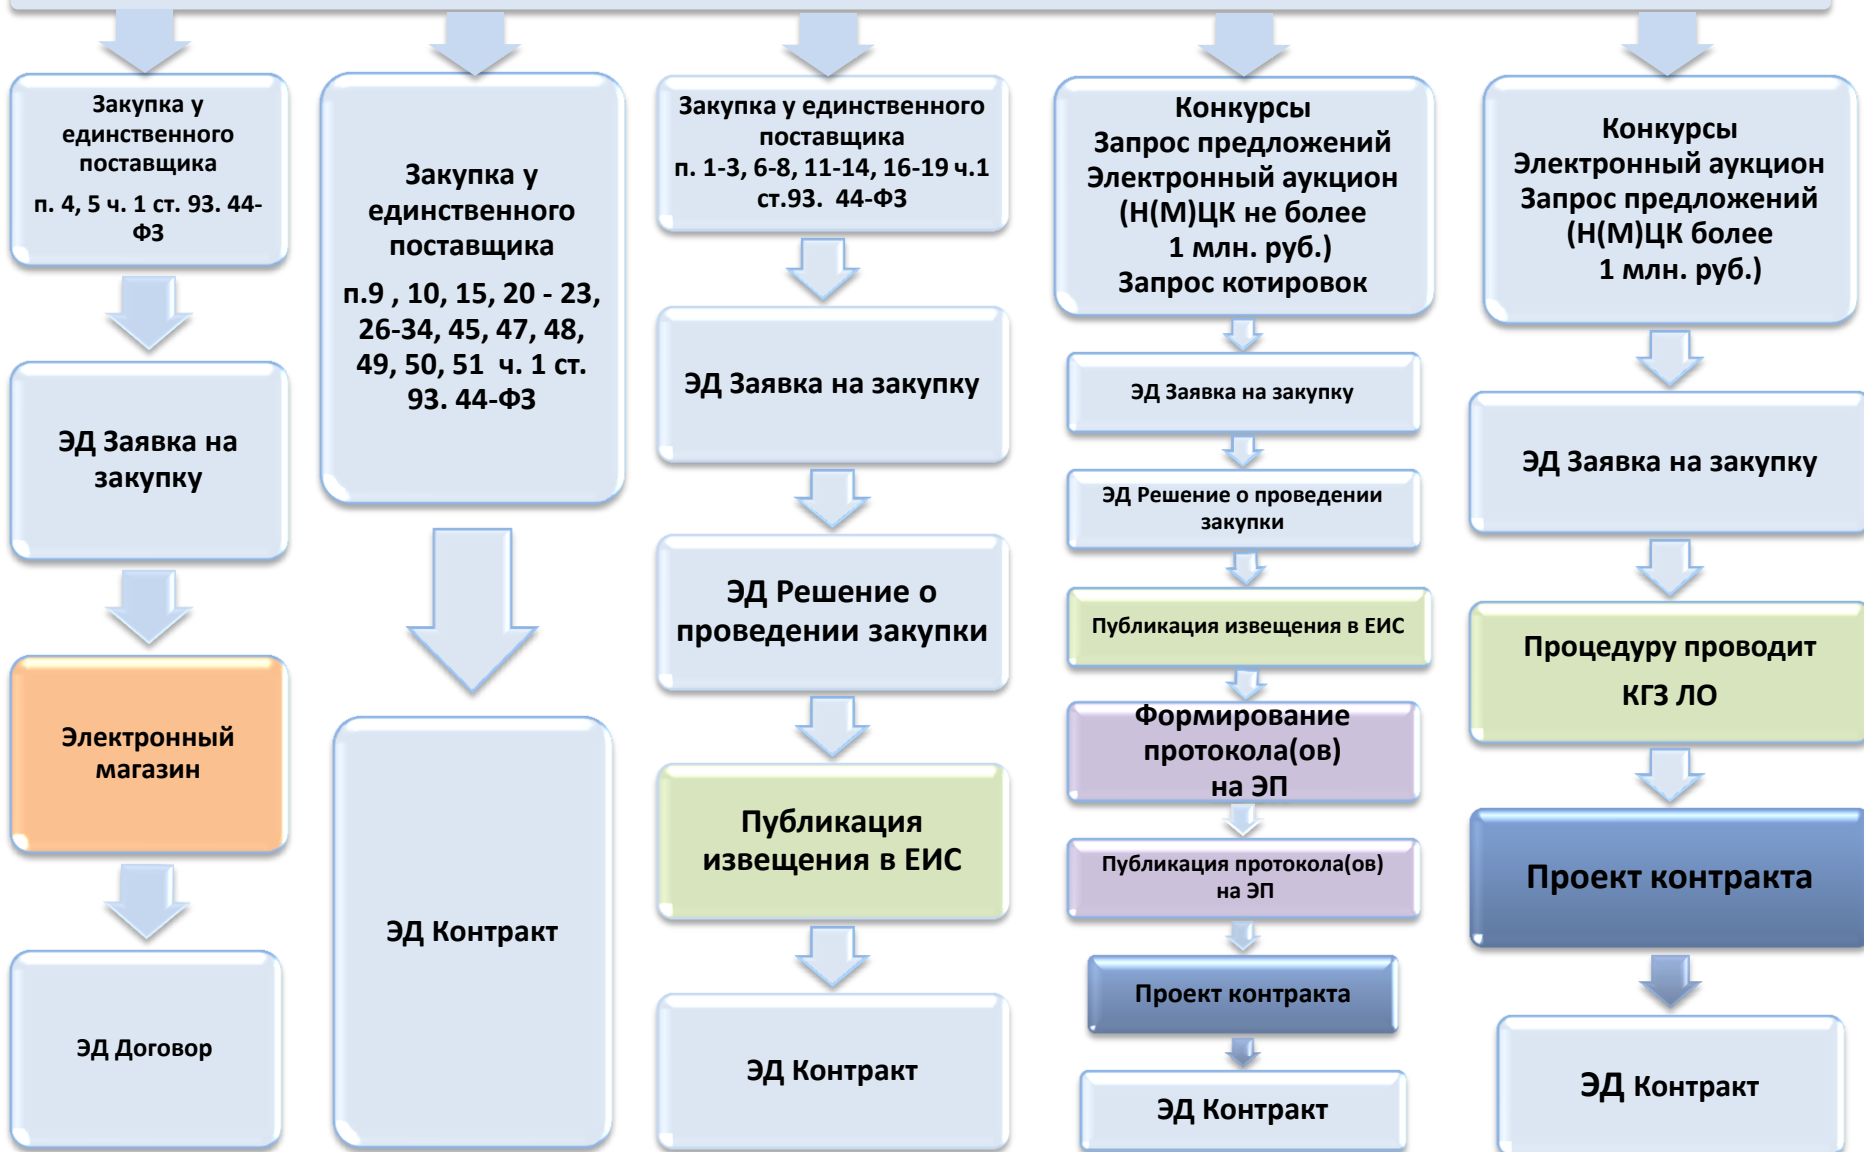 Закупка у
единственного
поставщика
п. 4, 5 ч. 1 ст. 93. 44-
ФЗ
ЭД Заявка на
закупку
Электронный
магазин
ЭД Договор
Закупка у
единственного
поставщика
п.9 , 10, 15, 20 - 23,
26-34, 45, 47, 48,
49, 50, 51 ч. 1 ст.
93. 44-ФЗ
ЭД Контракт
Закупка у единственного
поставщика
п. 1-3, 6-8, 11-14, 16-19 ч.1
ст.93. 44-ФЗ
ЭД Заявка на закупку
ЭД Решение о
проведении закупки
Публикация
извещения в ЕИС
ЭД Контракт
Конкурсы
Запрос предложений
Электронный аукцион
(Н(М)ЦК не более
1 млн. руб.)
Запрос котировок
ЭД Заявка на закупку
ЭД Решение о проведении
закупки
Публикация извещения в ЕИС
Формирование
протокола(ов)
на ЭП
Публикация протокола(ов)
на ЭП
Проект контракта
ЭД Контракт
Конкурсы
Электронный аукцион
Запрос предложений
(Н(М)ЦК более
1 млн. руб.)
ЭД Заявка на закупку
Процедуру проводит
КГЗ ЛО
Проект контракта
ЭД Контракт